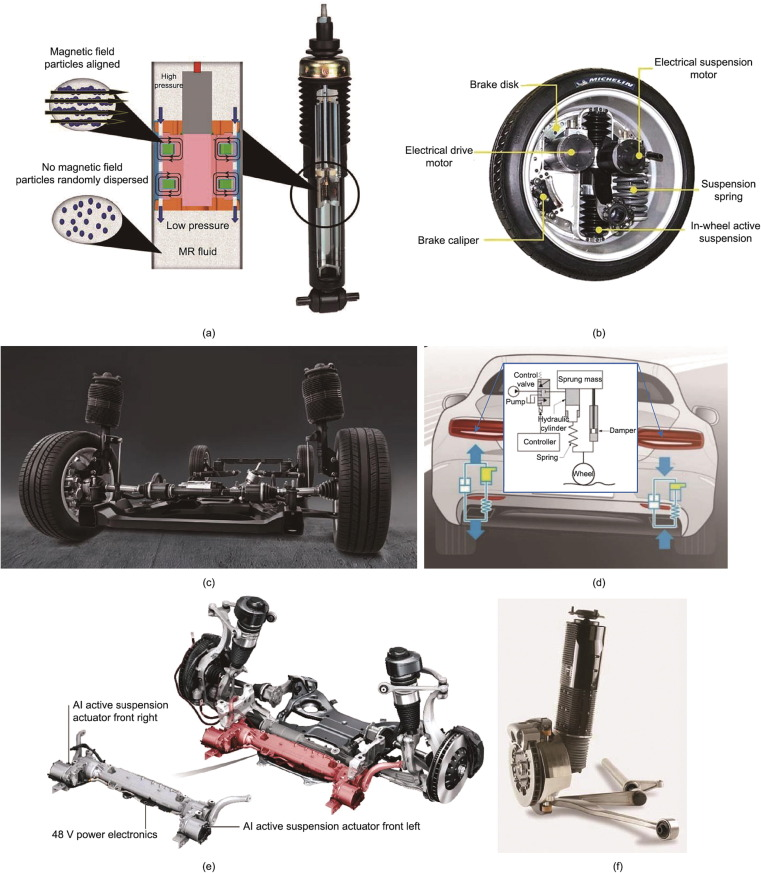 Magnetic field
particles aligned
High
pressure
No magnetic field
particles randomly dispersed
Low pressure
MR fluid
(a)
MICHELIN
Brake disk
Electrical suspension
motor
Electrical drive
motor
Suspension
spring
Brake caliper
In-wheel active
suspension
(b)
(c)
Control
valve
Sprung mass
Pump
Hydraulic
cylinder
Damper
Controller
Spring
Wheel
(d)
AI active suspension
actuator front right
48 V power electronics
AI active suspension actuator front left
(e)
(f)